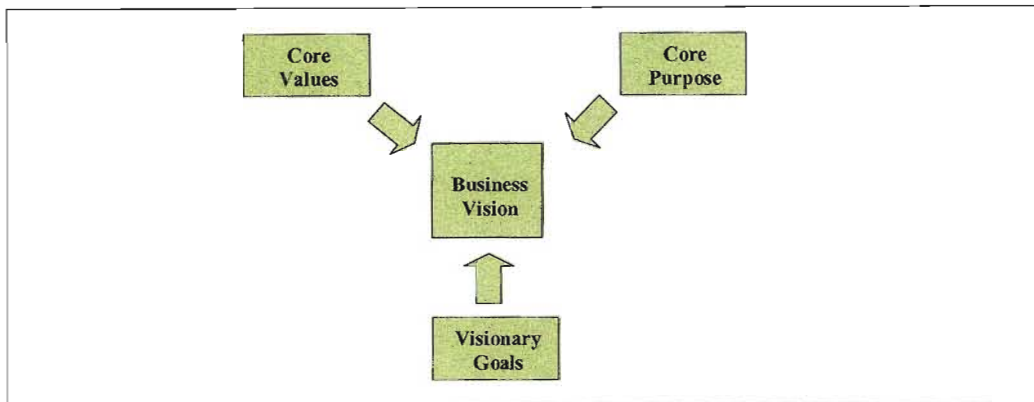 Core
Values
Core
Purpose
Business
Vision
Visionary
Goals